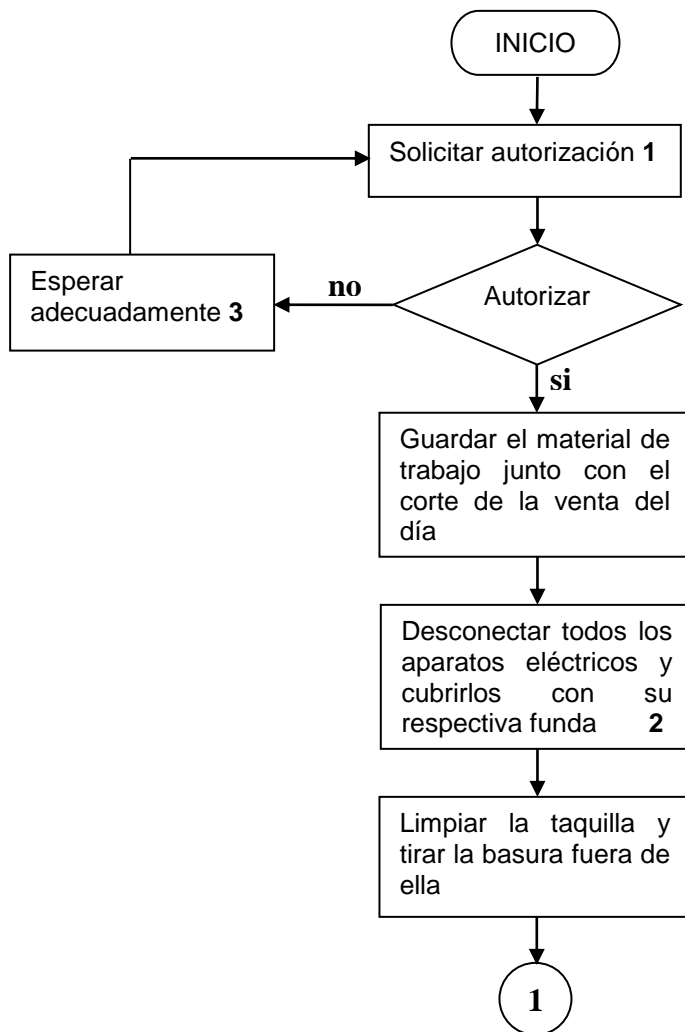 INICIO
Solicitar autorización 1
Esperar
adecuadamente 3
no
Autorizar
si
Guardar el material de
trabajo junto con el
corte de la venta del
día
Desconectar todos los
aparatos eléctricos y
cubrirlos con su
respectiva funda 2
Limpiar la taquilla y
tirar la basura fuera de
ella
1